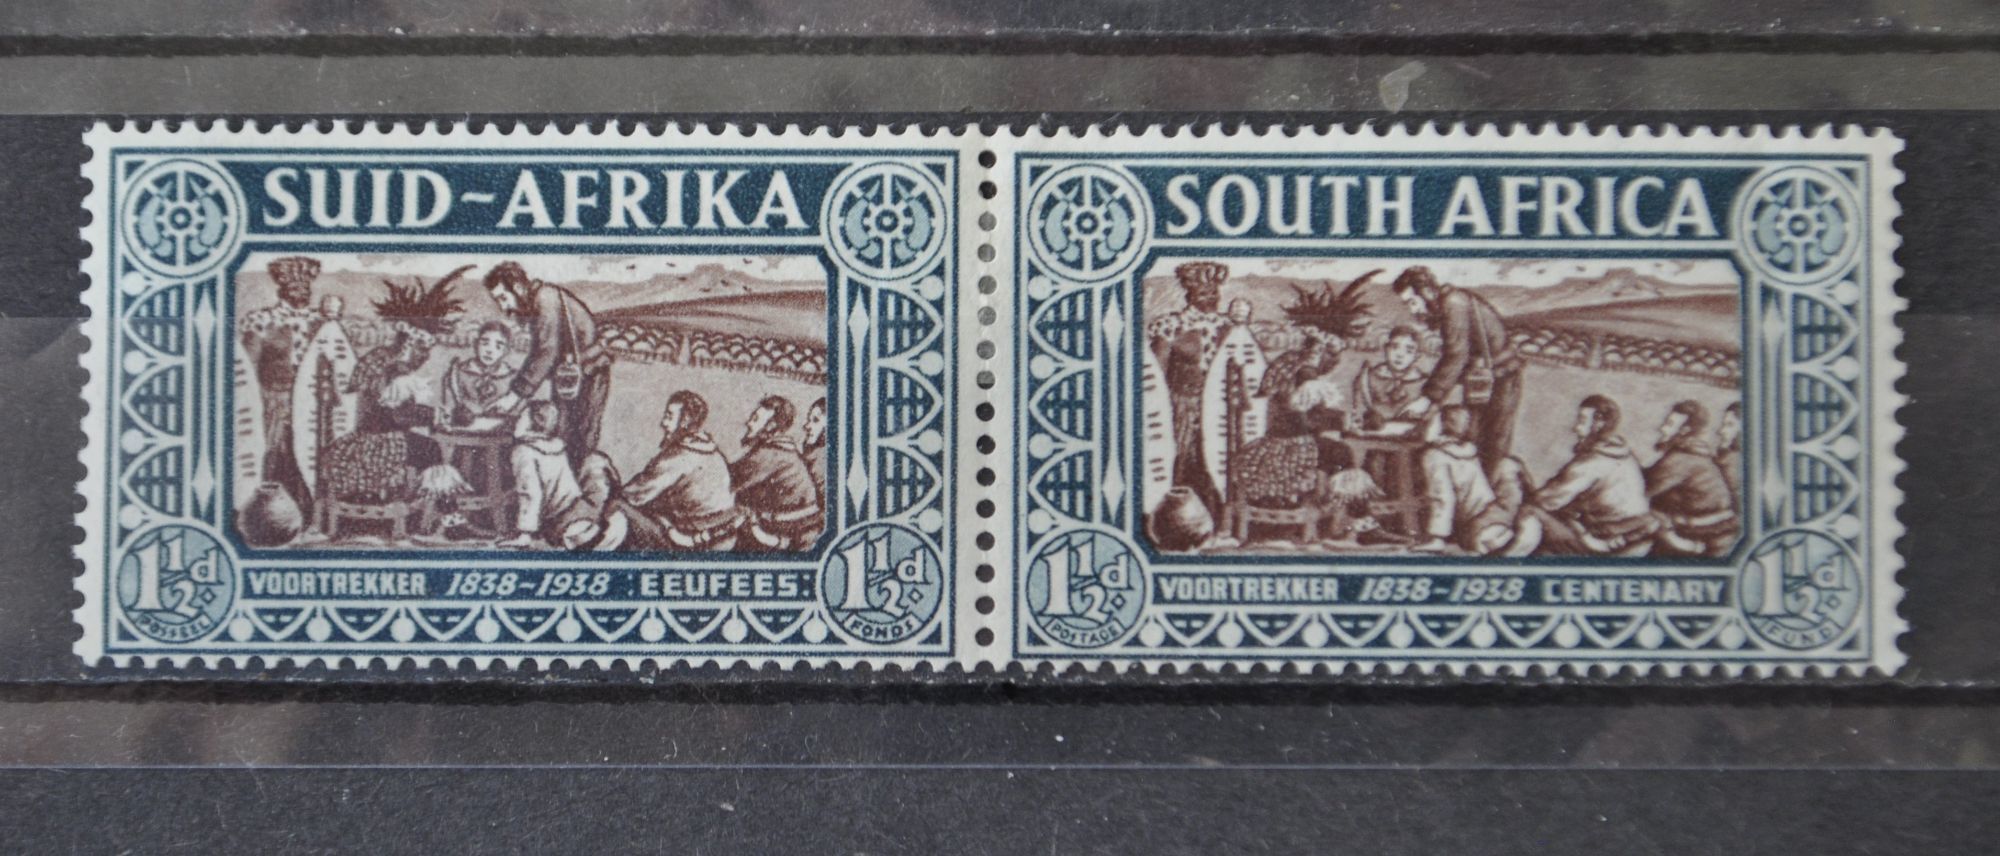 SUID-AFRIKA
1½d
POSSEEL
VOORTREKKER 1838-1938 :EEUFEES:
1½d
FONDS
SOUTH AFRICA
1½d
POSTAGE
VOORTREKKER 1838-1938 CENTENARY
1½d
FUND